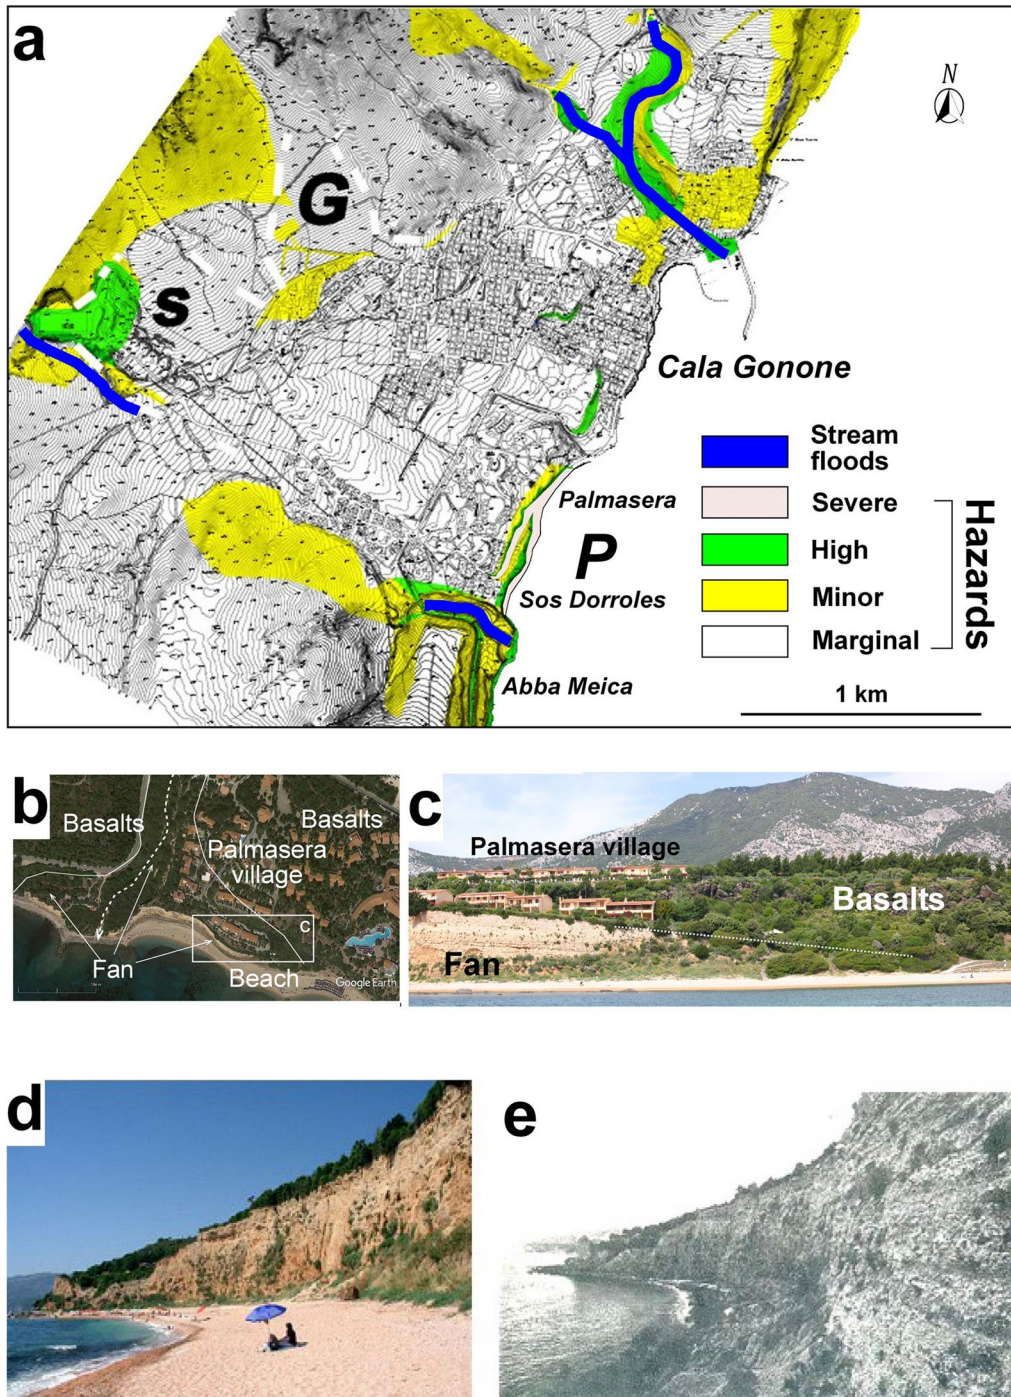 a
N
G
s
Cala Gonone
Stream
floods
Palmasera
Severe
P
High
Sos Dorroles
Minor
Marginal
Hazards
Abba Meica
1 km
b
Basalts
Basalts
Palmasera
village
c
Fan
Beach
Google Earth
c
Palmasera village
Basalts
Fan
d
e